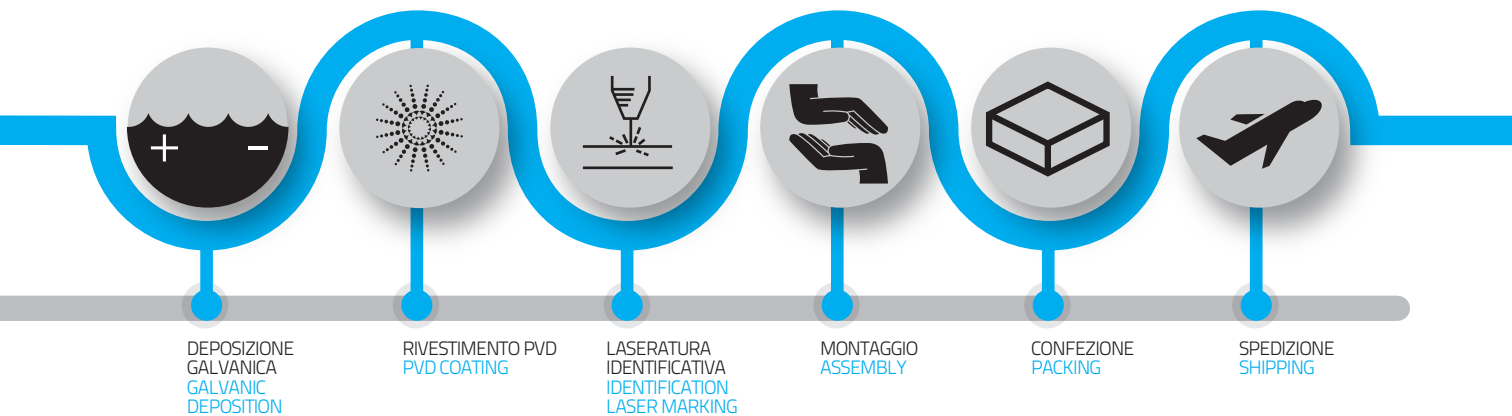 + -
DEPOSIZIONE
GALVANICA
GALVANIC
DEPOSITION
RIVESTIMENTO PVD
PVD COATING
LASERATURA
IDENTIFICATIVA
IDENTIFICATION
LASER MARKING
MONTAGGIO
ASSEMBLY
CONFEZIONE
PACKING
SPEDIZIONE
SHIPPING